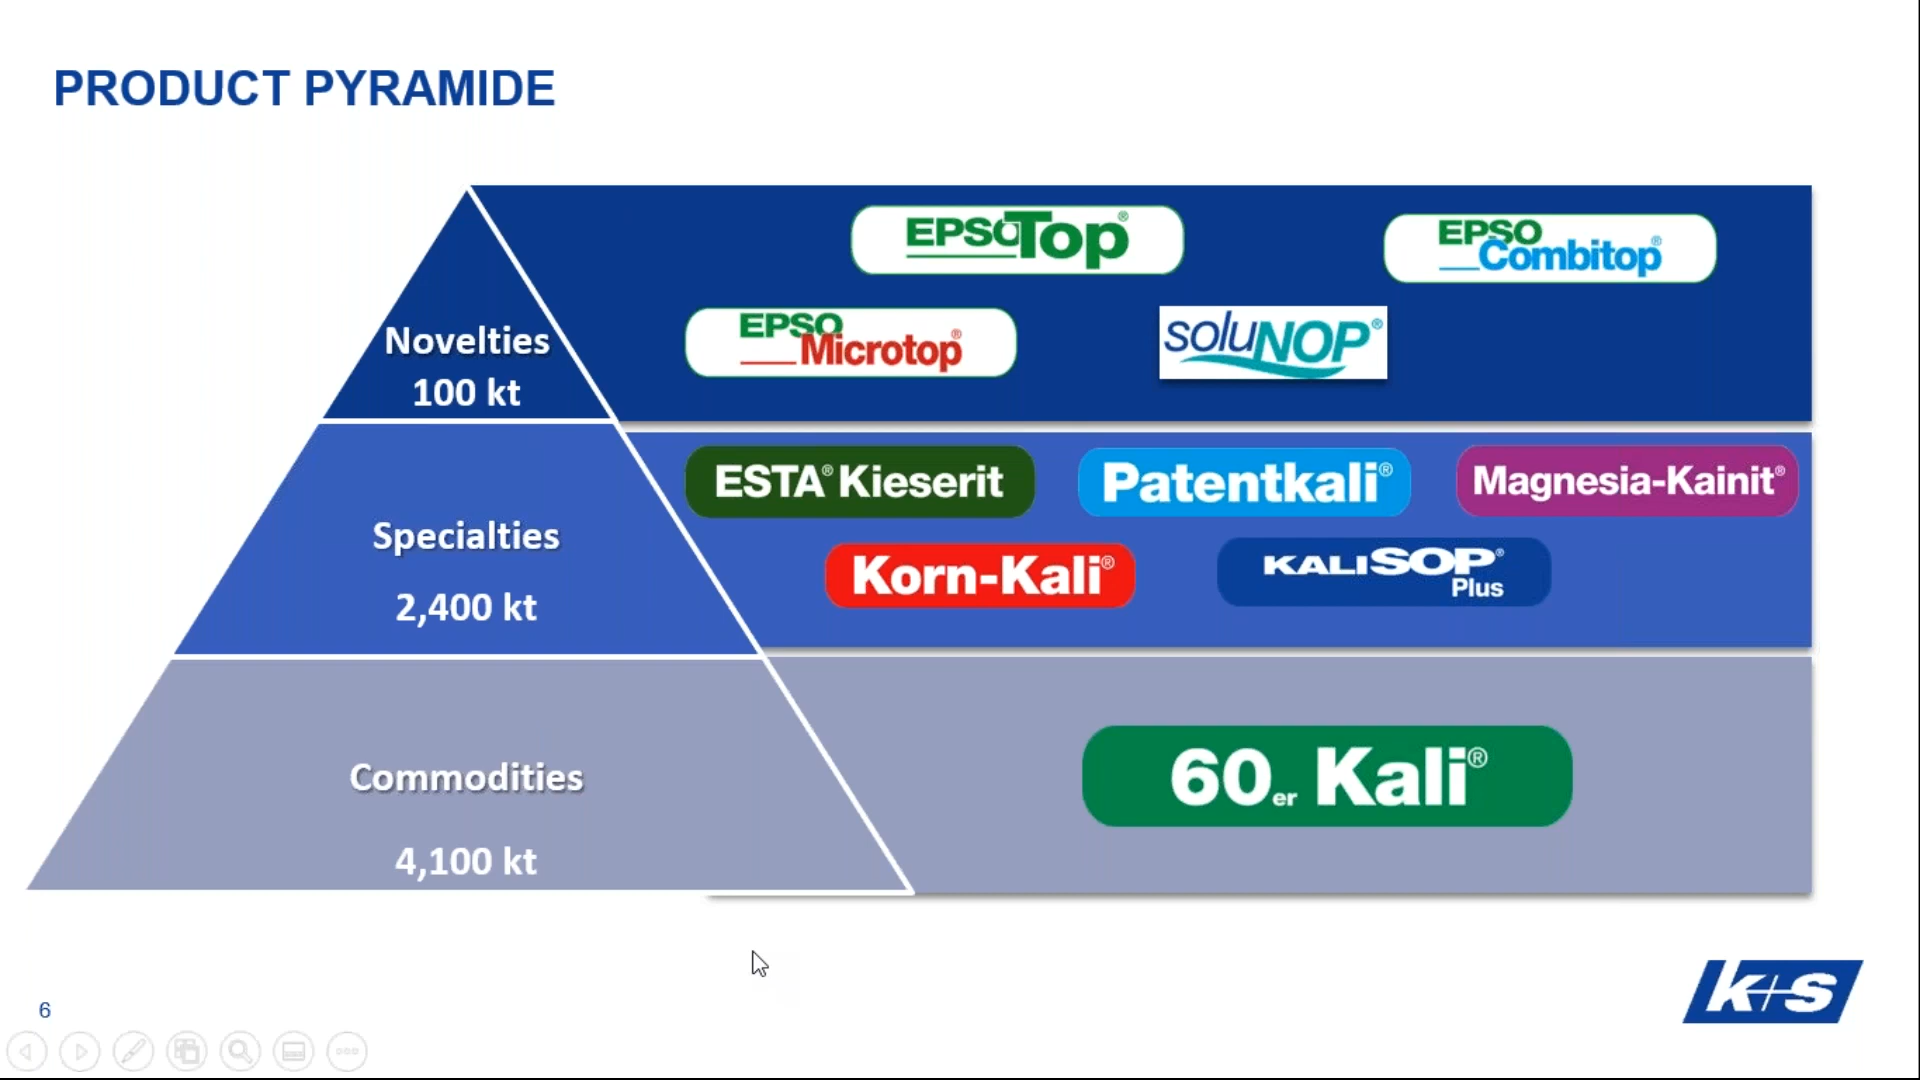 PRODUCT PYRAMIDE
Novelties
100 kt
EPSO Top®
EPSO Combitop®
EPSO Microtop®
soluNOP®
Specialties
2,400 kt
ESTA® Kieserit
Patentkali®
Magnesia-Kainit®
Korn-Kali®
KALISOP®
Plus
Commodities
4,100 kt
60er Kali®
K+S
6